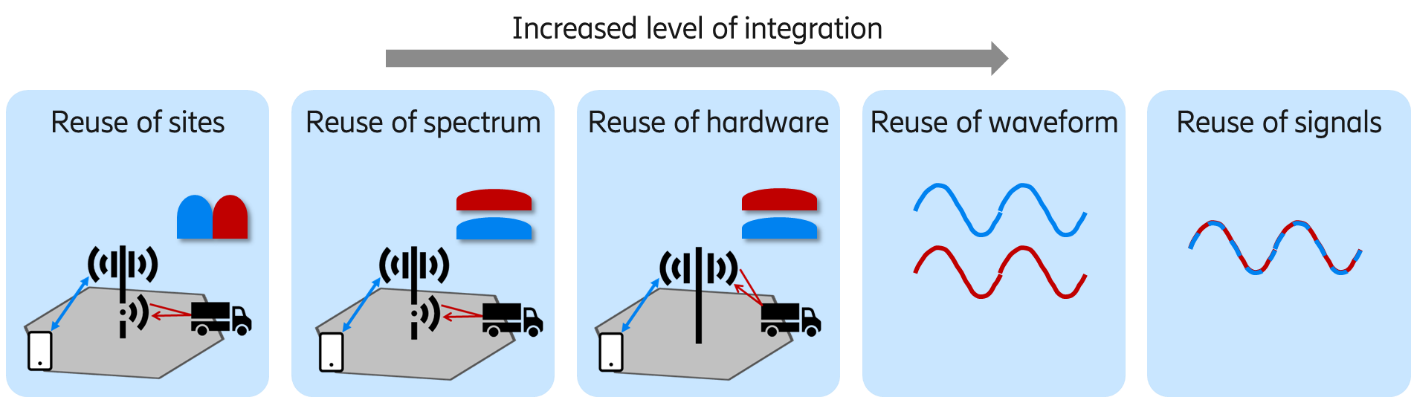 Increased level of integration
Reuse of sites
Reuse of spectrum
Reuse of hardware
Reuse of waveform
Reuse of signals